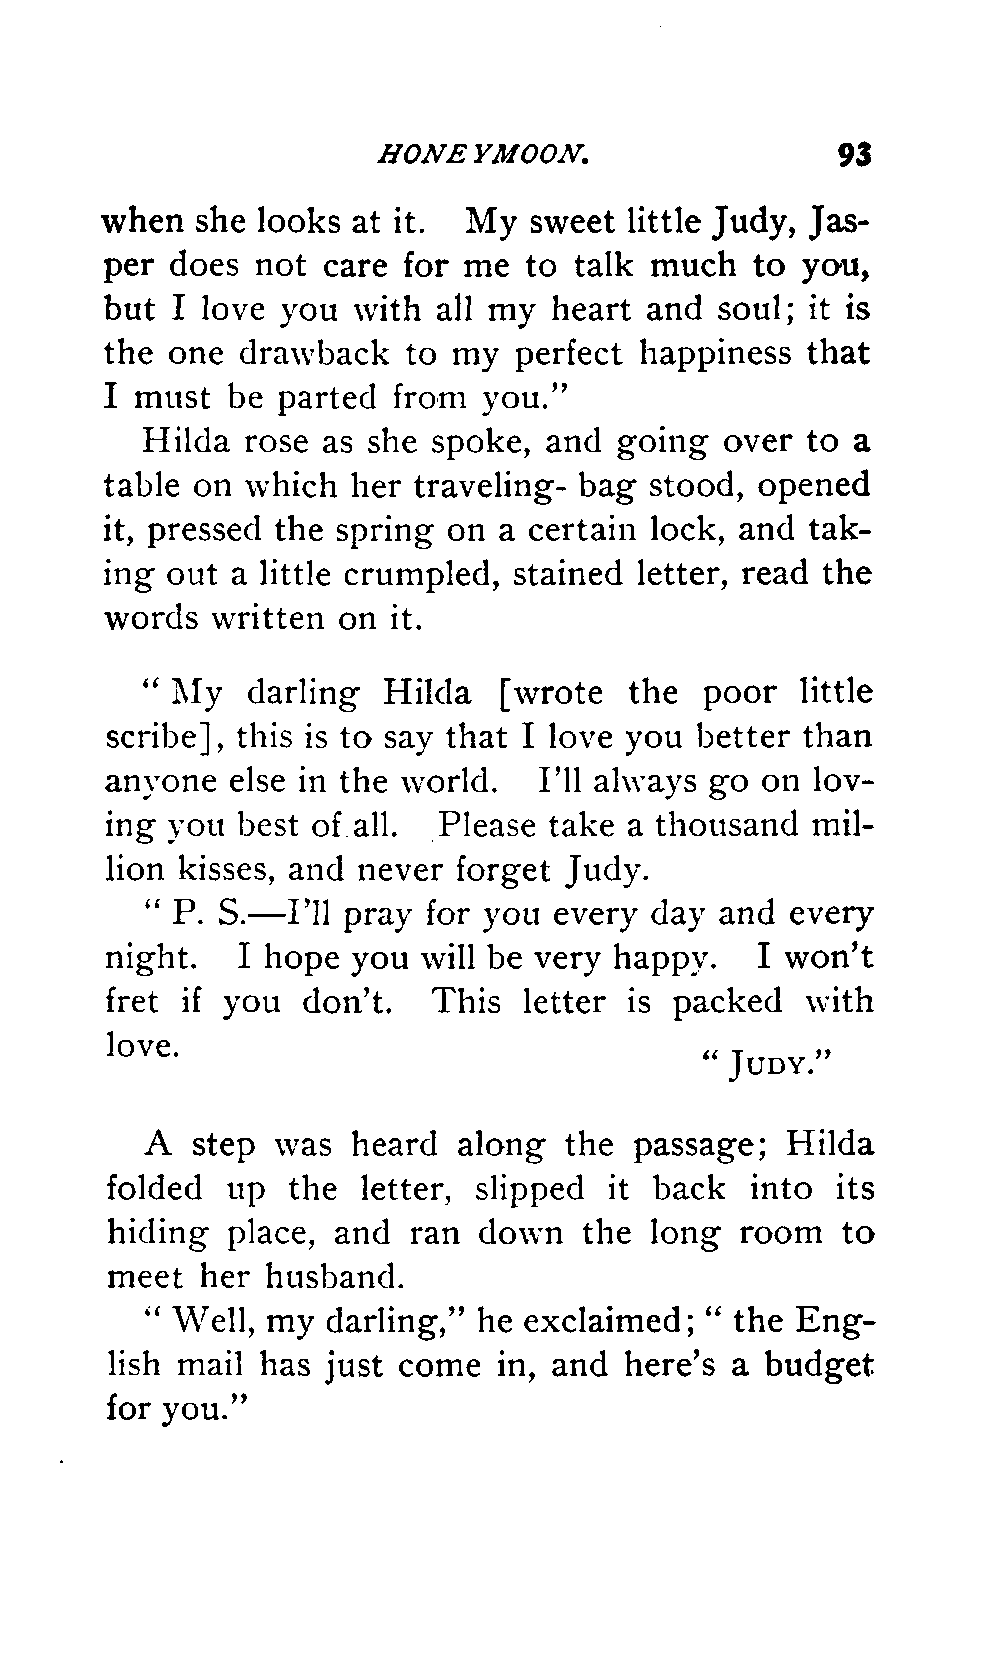 HONEYMOON. 93
when she looks at it. My sweet little Judy, Jas-
per does not care for me to talk much to you,
but I love you with all my heart and soul; it is
the one drawback to my perfect happiness that
I must be parted from you."
Hilda rose as she spoke, and going over to a
table on which her traveling- bag stood, opened
it, pressed the spring on a certain lock, and tak-
ing out a little crumpled, stained letter, read the
words written on it.
" My darling Hilda [wrote the poor little
scribe], this is to say that I love you better than
anyone else in the world. I'll always go on lov-
ing you best of all. Please take a thousand mil-
lion kisses, and never forget Judy.
" P. S.—I'll pray for you every day and every
night. I hope you will be very happy. I won't
fret if you don't. This letter is packed with
love.
" JUDY."
A step was heard along the passage; Hilda
folded up the letter, slipped it back into its
hiding place, and ran down the long room to
meet her husband.
" Well, my darling," he exclaimed; " the Eng-
lish mail has just come in, and here's a budget
for you."